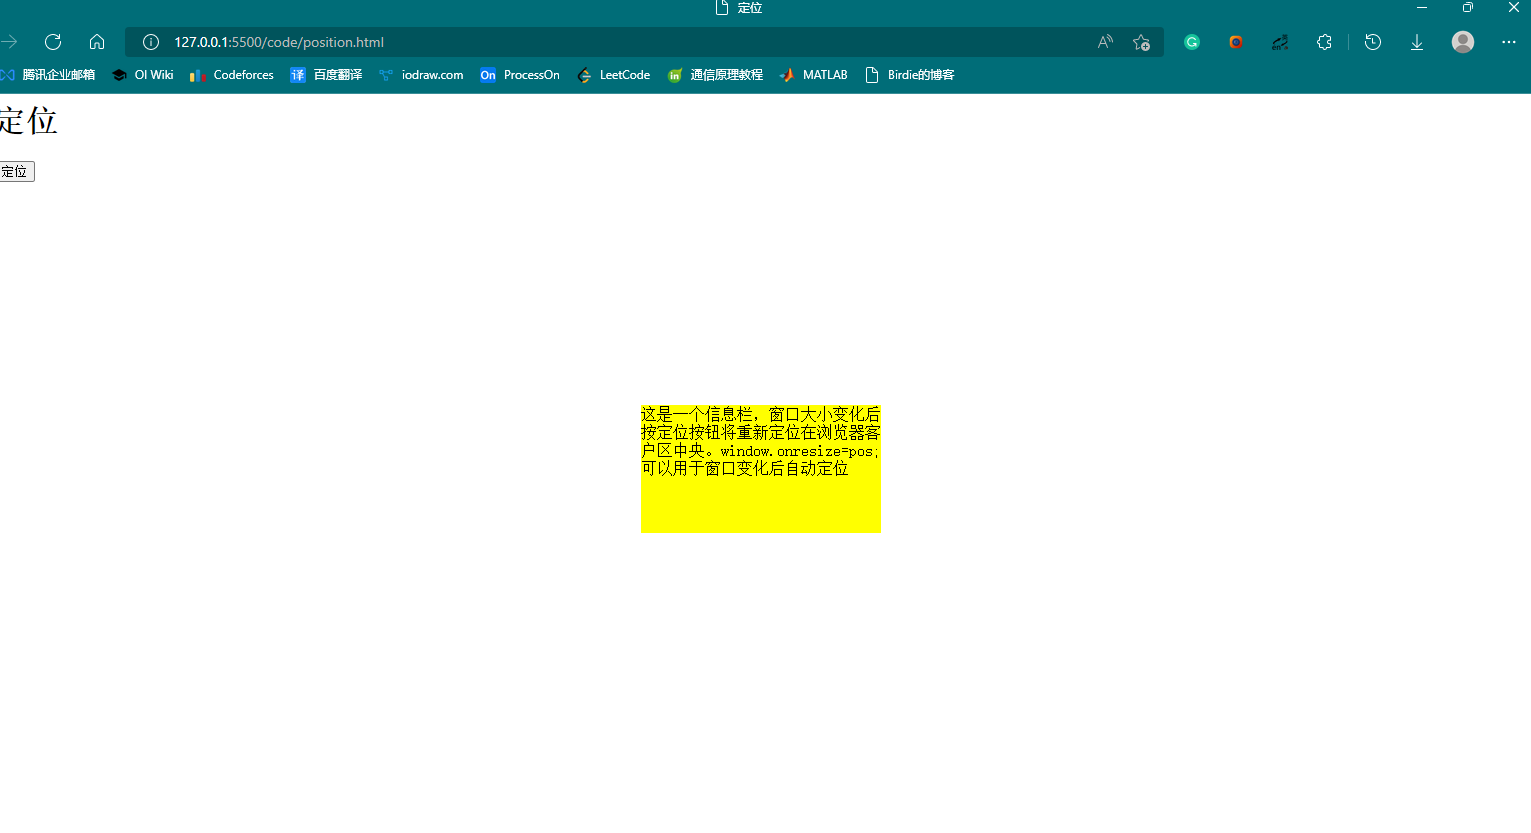 定位
127.0.0.1:5500/code/position.html
腾讯企业邮箱 OI Wiki Codeforces 译 百度翻译 iodraw.com On ProcessOn LeetCode in 通信原理教程 MATLAB Birdie的博客
定位
定位
这是一个信息栏，窗口大小变化后
按定位按钮将重新定位在浏览器客
户区中央。window.onresize=pos;
可以用于窗口变化后自动定位